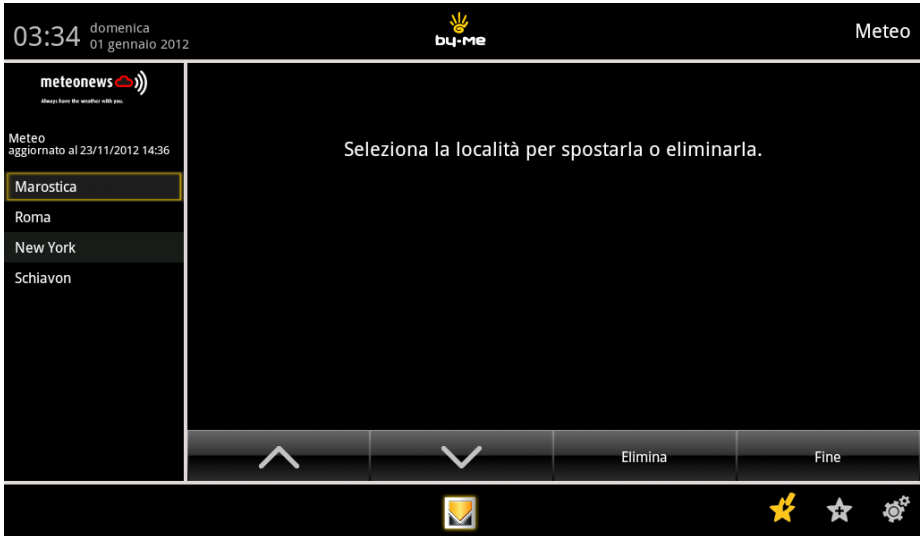 03:34
domenica
01 gennaio 2012
by-me
Meteo
meteonews
Always have the weather with you.
Meteo
aggiornato al 23/11/2012 14:36
Marostica
Roma
New York
Schiavon
Seleziona la località per spostarla o eliminarla.
Elimina
Fine